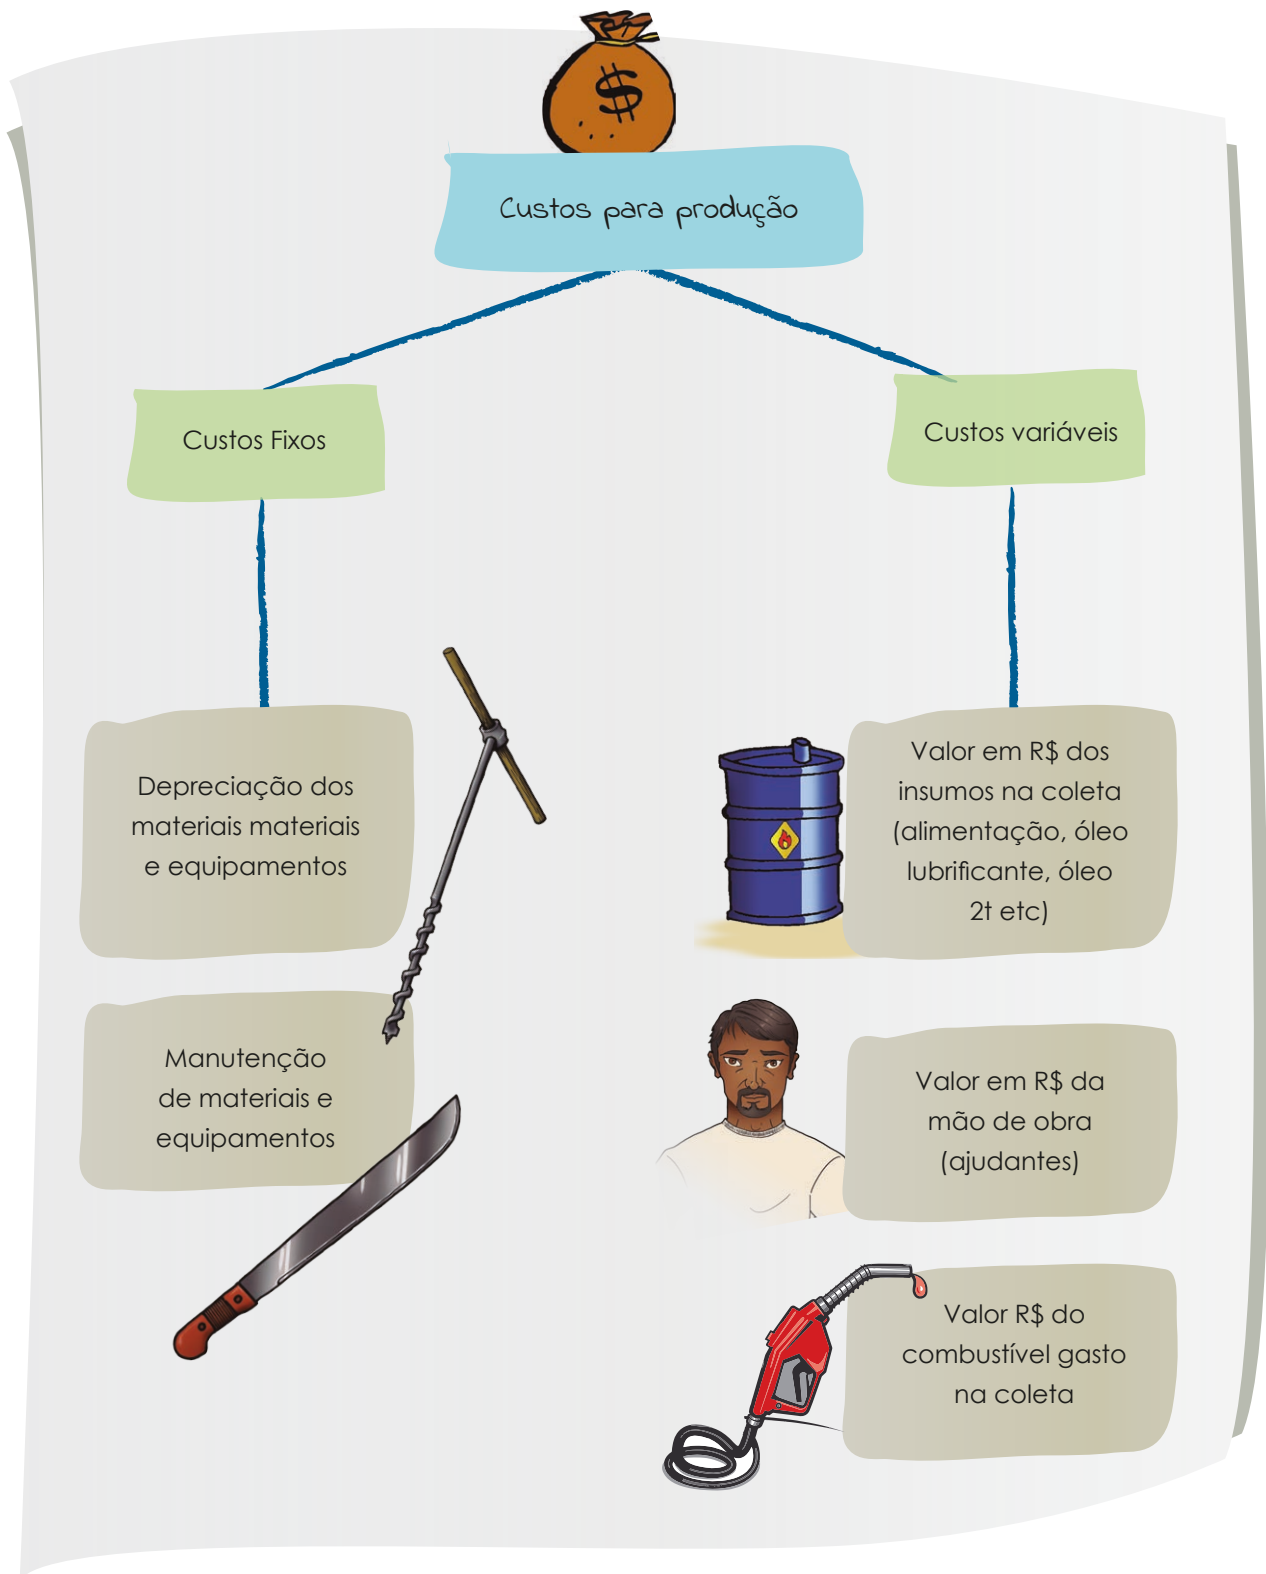 $
Custos para produção
Custos Fixos
Custos variáveis
Depreciação dos
materiais materiais
e equipamentos
Manutenção
de materiais e
equipamentos
Valor em R$ dos
insumos na coleta
(alimentação, óleo
lubrificante, óleo
2t etc)
Valor em R$ da
mão de obra
(ajudantes)
Valor R$ do
combustível gasto
na coleta